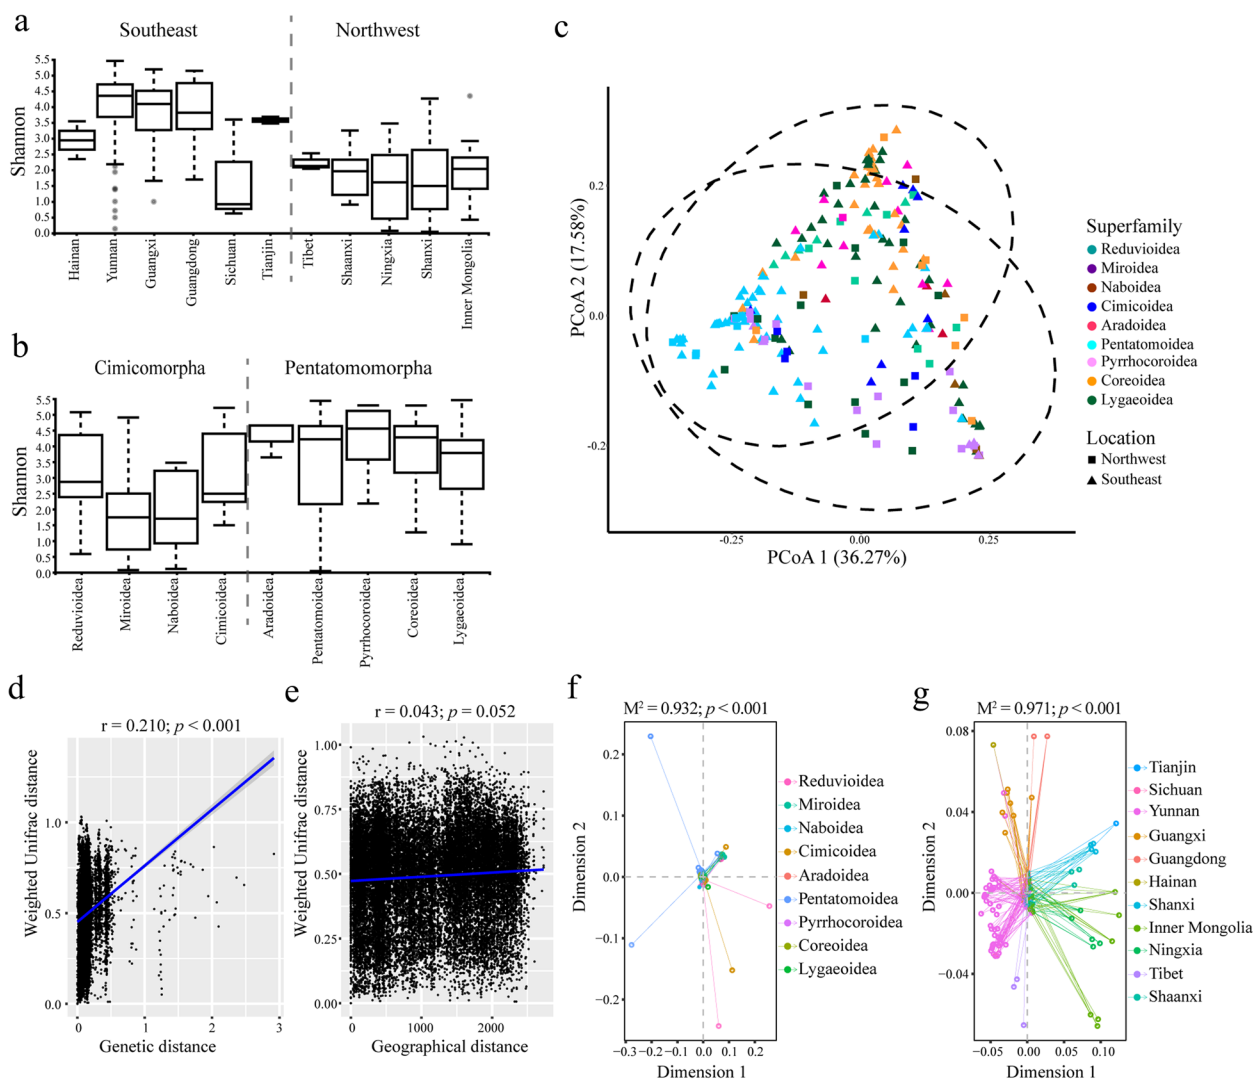 a
Southeast
Northwest
Shannon
5.5
5.0
4.5
4.0
3.5
3.0
2.5
2.0
1.5
1.0
0.5
0.0
Hainan
Yunnan
Guangxi
Guangdong
Sichuan
Tianjin
Tibet
Shaanxi
Ningxia
Shanxi
Inner Mongolia
b
Cimicomorpha
Pentatomomorpha
Shannon
5.5
5.0
4.5
4.0
3.5
3.0
2.5
2.0
1.5
1.0
0.5
0.0
Reduvioidea
Miroidea
Naboidea
Cimicoidea
Aradoidea
Pentatomoidea
Pyrrhocoroidea
Coreoidea
Lygaeoidea
c
PCoA 2 (17.58%)
0.2
0.0
-0.2
-0.25
0.00
0.25
PCoA 1 (36.27%)
Superfamily
Reduvioidea
Miroidea
Naboidea
Cimicoidea
Aradoidea
Pentatomoidea
Pyrrhocoroidea
Coreoidea
Lygaeoidea
Location
Northwest
Southeast
d
r = 0.210; p < 0.001
Weighted Unifrac distance
1.0
0.5
0.0
0
1
2
3
Genetic distance
e
r = 0.043; p = 0.052
Weighted Unifrac distance
1.00
0.75
0.50
0.25
0.00
0
1000
2000
Geographical distance
f
M² = 0.932; p < 0.001
Dimension 2
0.2
0.1
0.0
−0.1
−0.2
−0.3
−0.2
−0.1
0.0
0.1
0.2
Dimension 1
Reduvioidea
Miroidea
Naboidea
Cimicoidea
Aradoidea
Pentatomoidea
Pyrrhocoroidea
Coreoidea
Lygaeoidea
g
M² = 0.971; p < 0.001
Dimension 2
0.08
0.04
0.00
−0.04
−0.05
0.00
0.05
0.10
Dimension 1
Tianjin
Sichuan
Yunnan
Guangxi
Guangdong
Hainan
Shanxi
Inner Mongolia
Ningxia
Tibet
Shaanxi